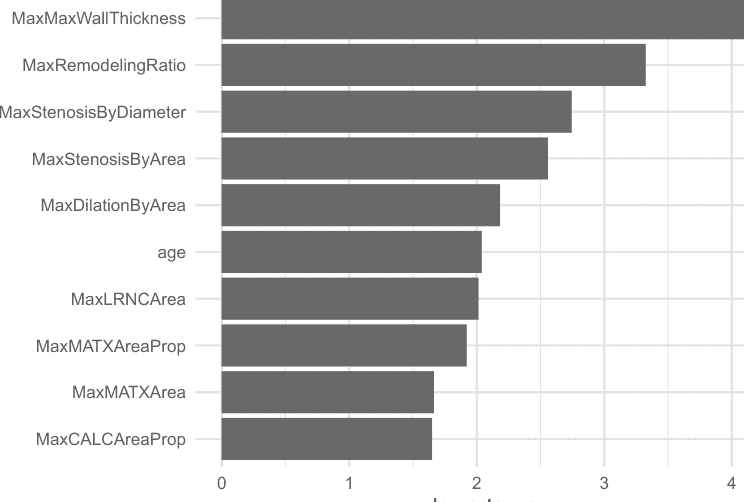 MaxMaxWallThickness
MaxRemodelingRatio
MaxStenosisByDiameter
MaxStenosisByArea
MaxDilationByArea
age
MaxLRNCArea
MaxMATXAreaProp
MaxMATXArea
MaxCALCAreaProp
0 1 2 3 4